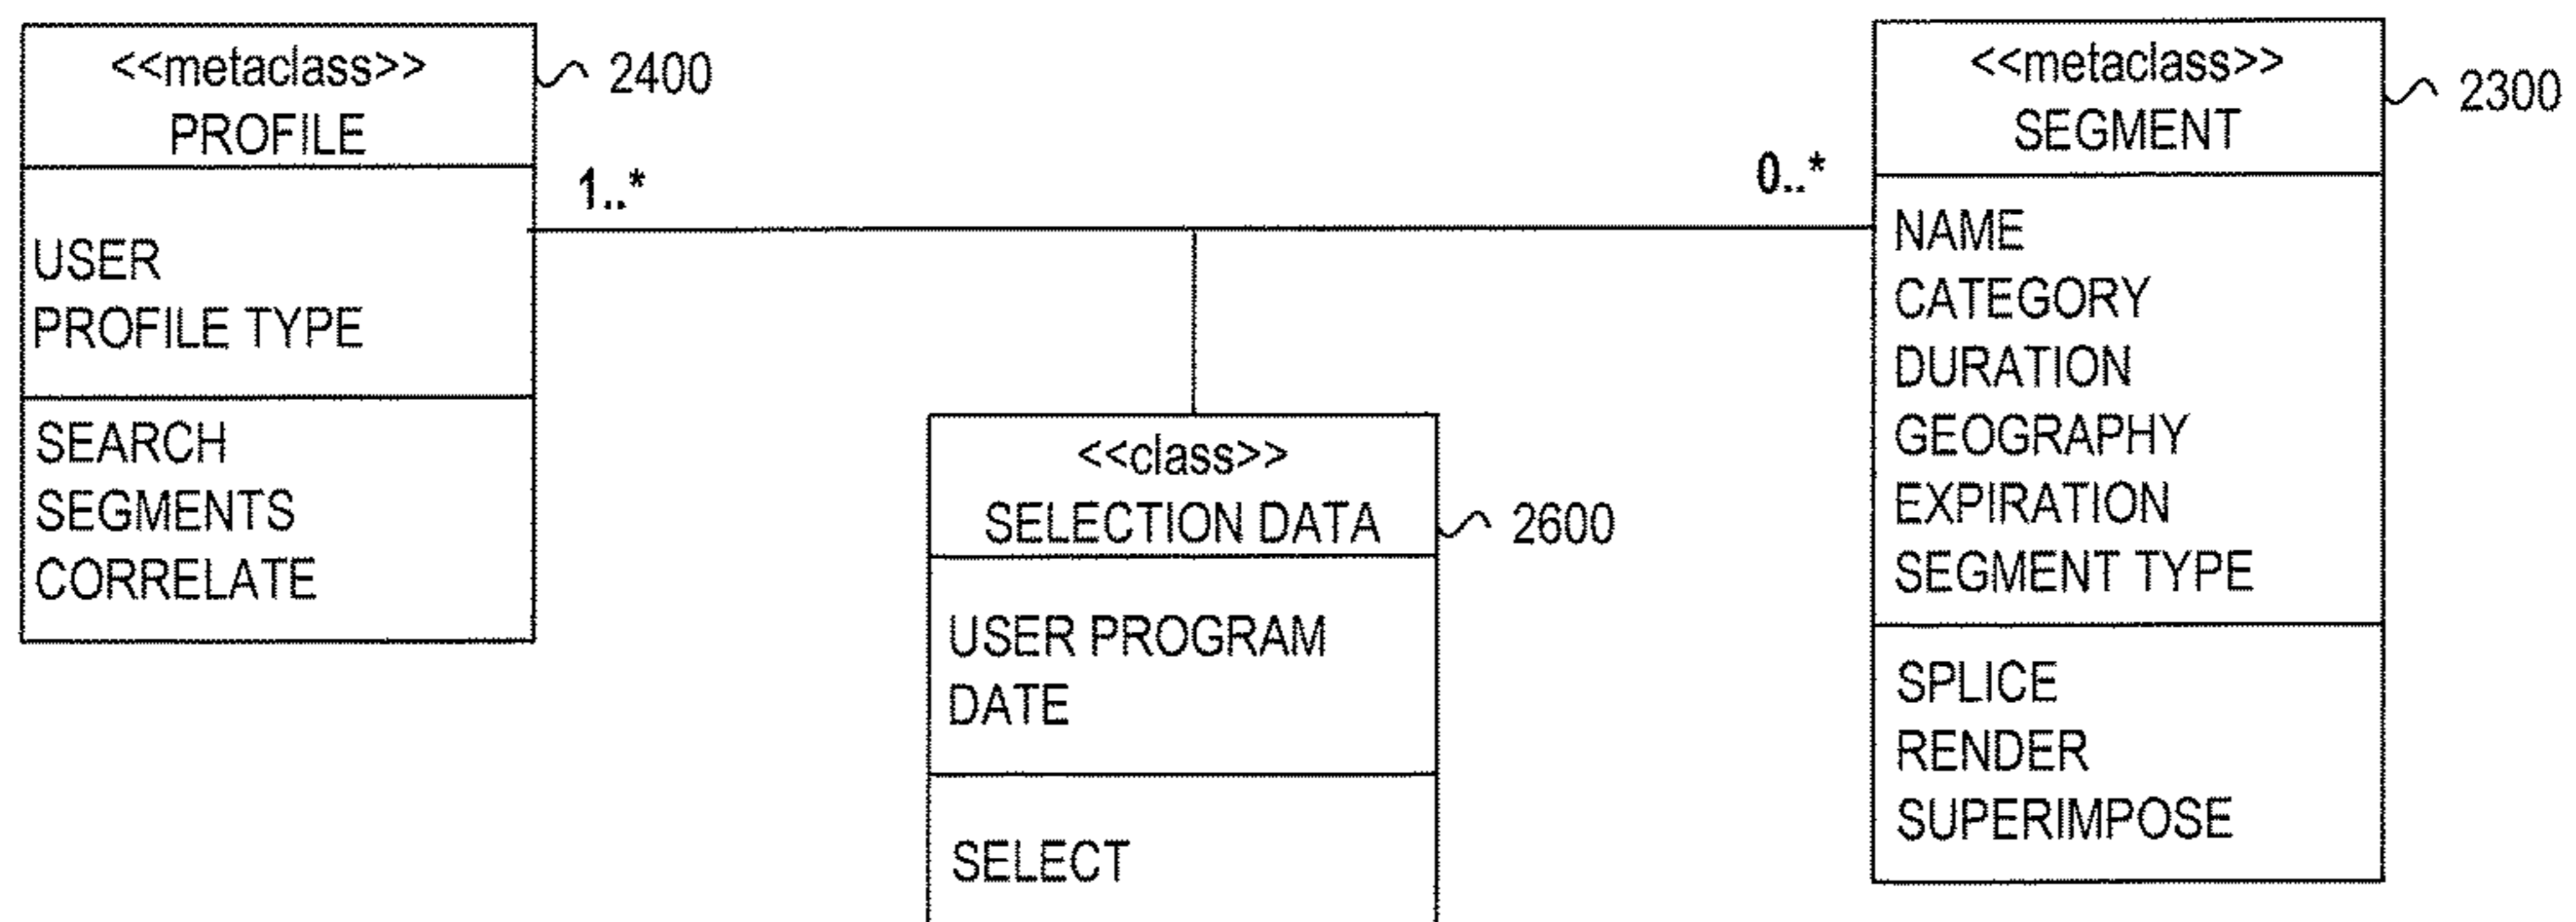 <<metaclass>>
PROFILE
2400
USER
PROFILE TYPE
SEARCH
SEGMENTS
CORRELATE
1..*
0..*
<<class>>
SELECTION DATA
2600
USER PROGRAM
DATE
SELECT
<<metaclass>>
SEGMENT
2300
NAME
CATEGORY
DURATION
GEOGRAPHY
EXPIRATION
SEGMENT TYPE
SPLICE
RENDER
SUPERIMPOSE